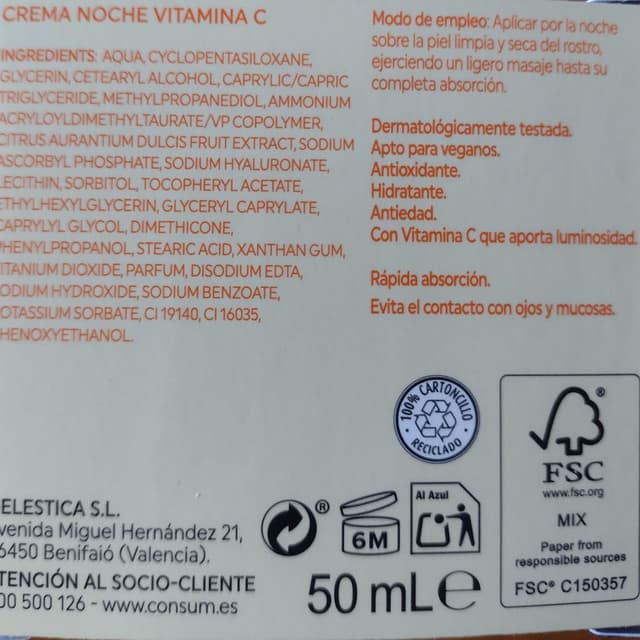 CREMA NOCHE VITAMINA C
INGREDIENTS: AQUA, CYCLOPENTASILOXANE,
GLYCERIN, CETEARYL ALCOHOL, CAPRYLIC/CAPRIC
TRIGLYCERIDE, METHYLPROPANEDIOL, AMMONIUM
ACRYLOYLDIMETHYLTAURATE/VP COPOLYMER,
CITRUS AURANTIUM DULCIS FRUIT EXTRACT, SODIUM
ASCORBYL PHOSPHATE, SODIUM HYALURONATE,
LECITHIN, SORBITOL, TOCOPHERYL ACETATE,
ETHYLHEXYLGLYCERIN, GLYCERYL CAPRYLATE,
CAPRYLYL GLYCOL, DIMETHICONE,
PHENYLPROPANOL, STEARIC ACID, XANTHAN GUM,
TITANIUM DIOXIDE, PARFUM, DISODIUM EDTA,
ODIUM HYDROXIDE, SODIUM BENZOATE,
OTASSIUM SORBATE, CI 19140, CI 16035,
HENOXYETHANOL.
Modo de empleo: Aplicar por la noche
sobre la piel limpia y seca del rostro,
ejerciendo un ligero masaje hasta su
completa absorción.
Dermatológicamente testada.
Apto para veganos.
Antioxidante.
Hidratante.
Antiedad.
Con Vitamina C que aporta luminosidad.
Rápida absorción.
Evita el contacto con ojos y mucosas.
100% CARTONCILLO
RECICLADO
FSC
®
www.fsc.org
MIX
Paper from
responsible sources
FSC® C150357
ELESTICA S.L.
venida Miguel Hernández 21,
6450 Benifaió (Valencia).
TENCIÓN AL SOCIO-CLIENTE
00 500 126 - www.consum.es
®
6M
Al Azul
50 mL e